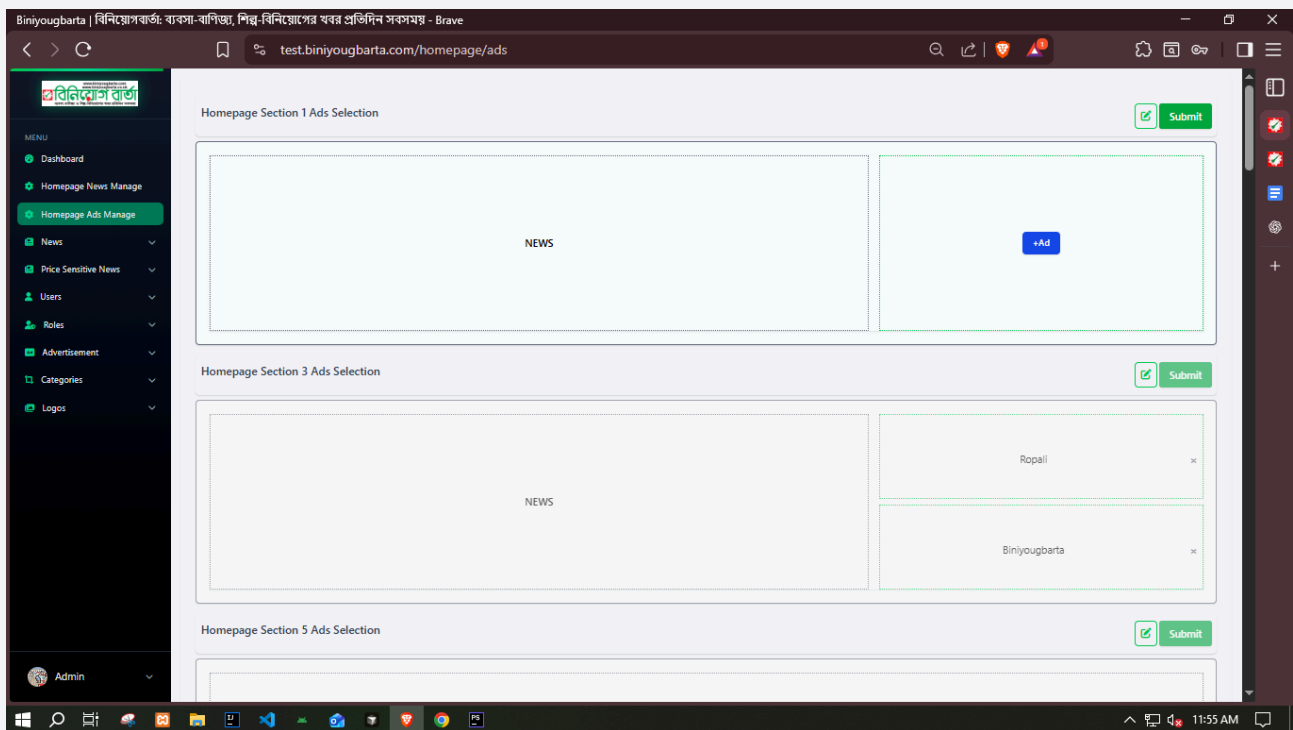 Biniyougbarta | বিনিয়োগবার্তা: ব্যবসা-বাণিজ্য, শিল্প-বিনিয়োগের খবর প্রতিদিন সবসময় - Brave
test.biniyougbarta.com/homepage/ads
1
বিনিয়োগ বার্তা
MENU
Dashboard
Homepage News Manage
Homepage Ads Manage
News
Price Sensitive News
Users
Roles
Advertisement
Categories
Logos
Admin
Homepage Section 1 Ads Selection
Submit
NEWS
+Ad
Homepage Section 3 Ads Selection
Submit
NEWS
Ropali ×
Biniyougbarta ×
Homepage Section 5 Ads Selection
Submit
11:55 AM